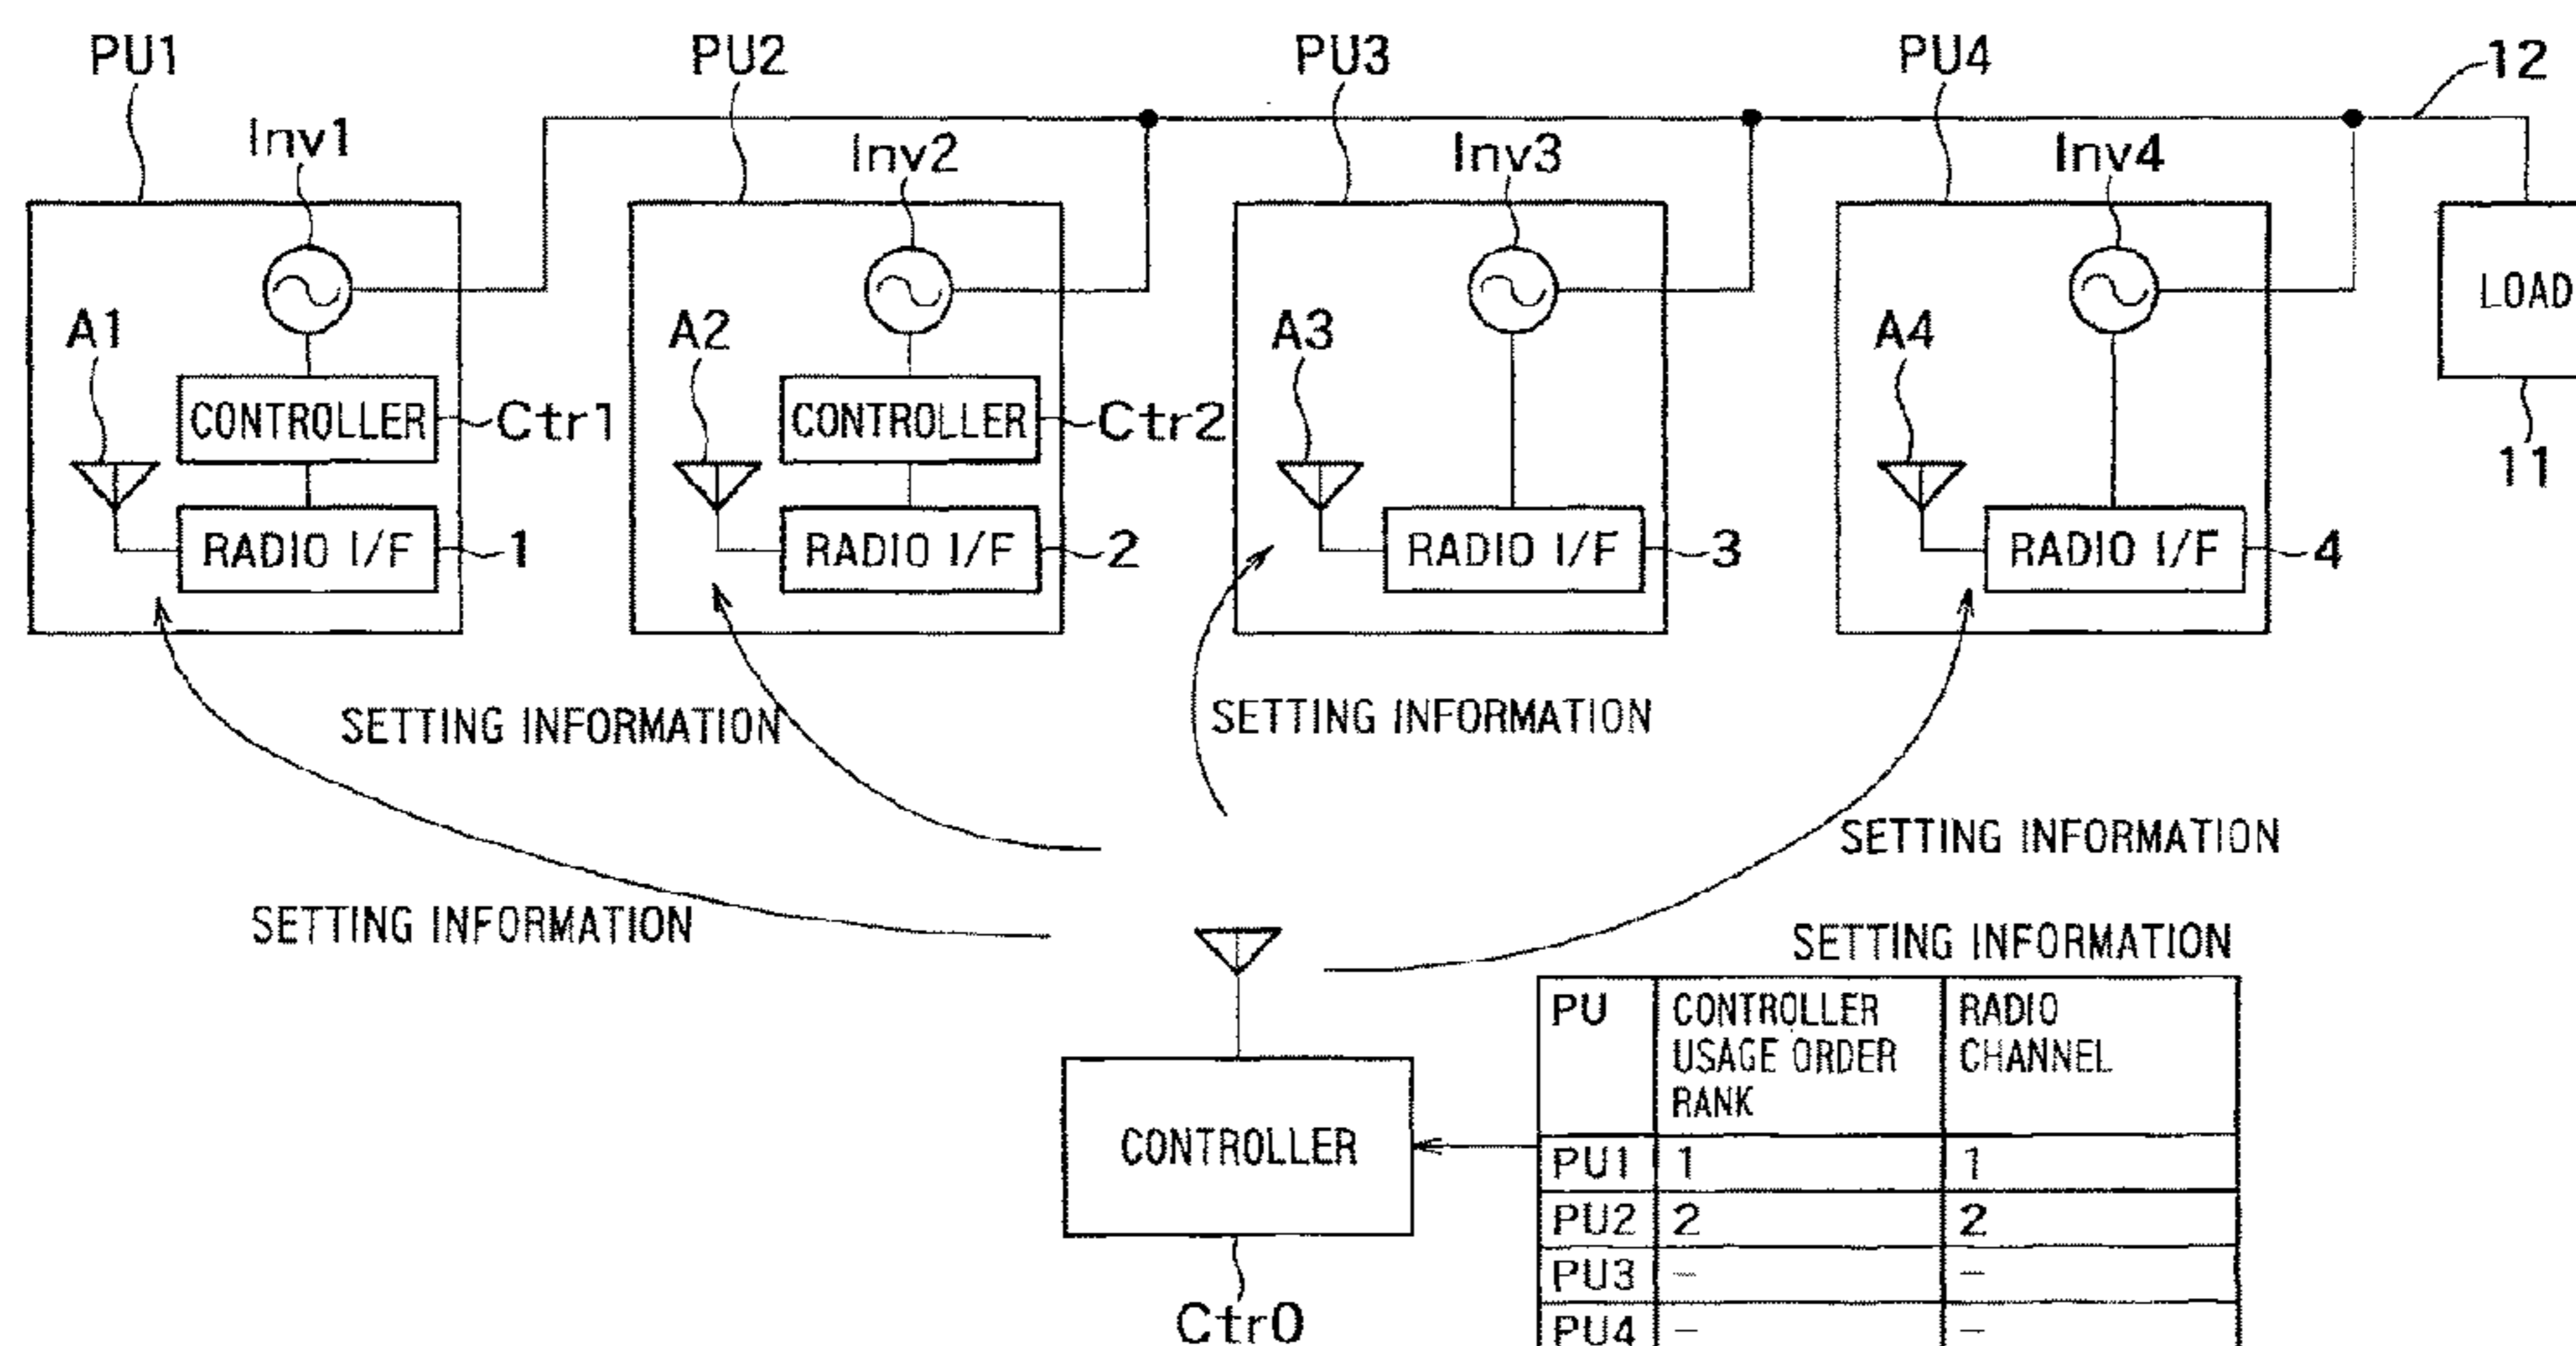 PU1
PU2
PU3
PU4
12
Inv1
Inv2
Inv3
Inv4
LOAD
A1
A2
A3
A4
CONTROLLER
Ctr1
CONTROLLER
Ctr2
11
RADIO I/F
1
RADIO I/F
2
RADIO I/F
3
RADIO I/F
4
SETTING INFORMATION
SETTING INFORMATION
SETTING INFORMATION
SETTING INFORMATION
SETTING INFORMATION
PU
CONTROLLER
USAGE ORDER
RANK
RADIO
CHANNEL
CONTROLLER
PU1 1 1
PU2 2 2
PU3 – –
PU4 – –
Ctr0